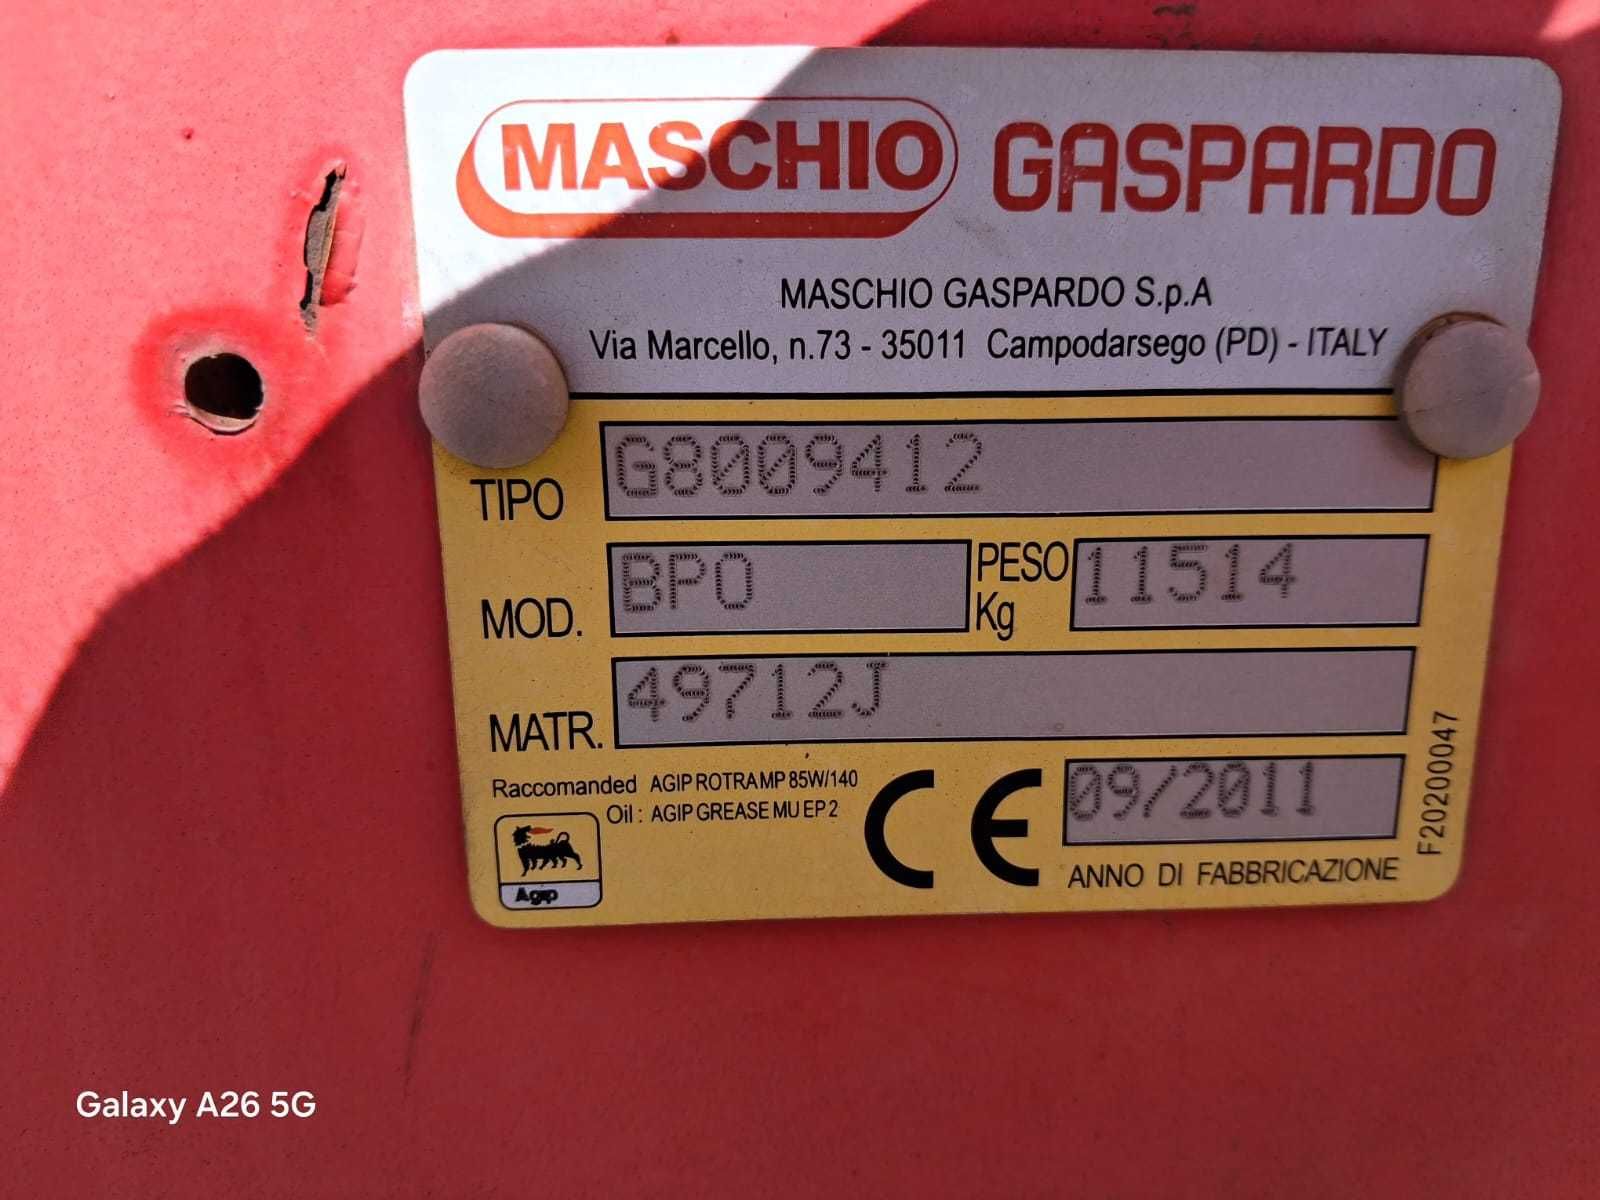 MASCHIO GASPARDO
MASCHIO GASPARDO S.p.A
Via Marcello, n.73 - 35011 Campodarsego (PD) - ITALY
TIPO G8009412
MOD. BPO PESO Kg 11514
MATR. 49712J
Raccomanded AGIP ROTRA MP 85W/140
Oil : AGIP GREASE MU EP 2
Agip
CE 09/2011
ANNO DI FABBRICAZIONE
F20200047
Galaxy A26 5G